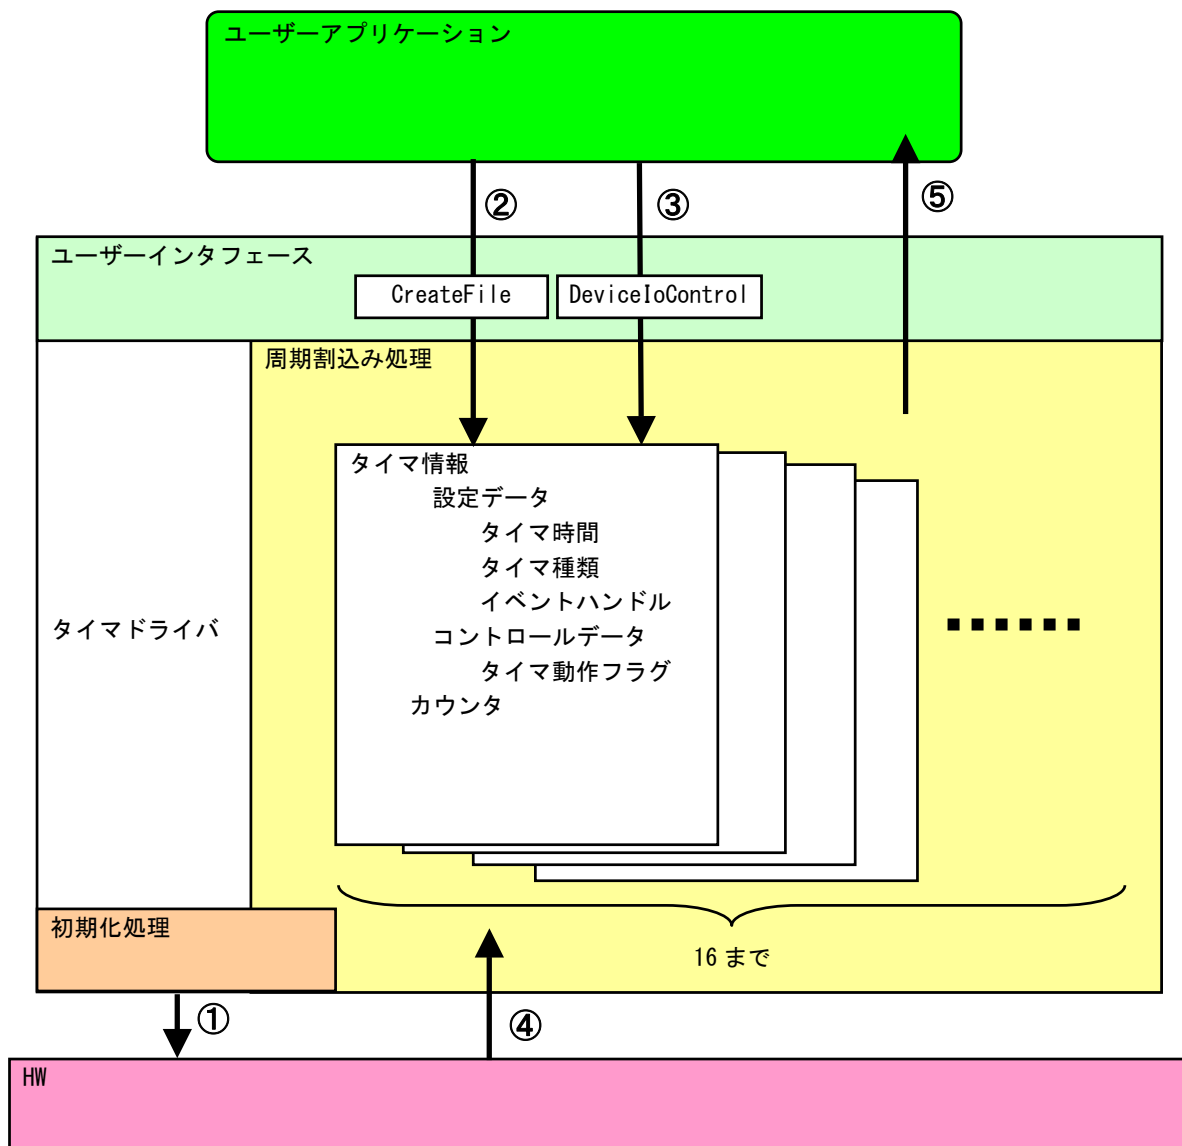 ユーザーアプリケーション
②
③
⑤
ユーザーインタフェース
CreateFile
DeviceIoControl
周期割込み処理
タイマ情報
設定データ
タイマ時間
タイマ種類
イベントハンドル
コントロールデータ
タイマ動作フラグ
カウンタ
タイマドライバ
初期化処理
16 まで
①
④
HW